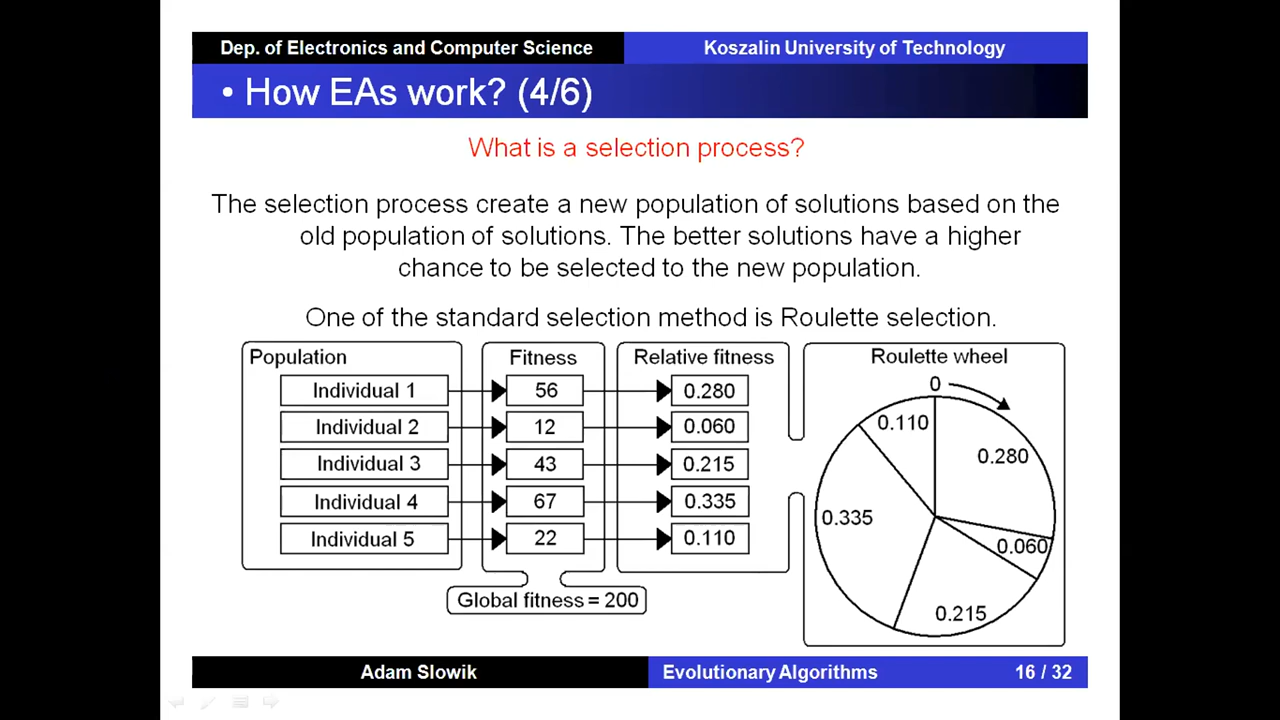 Dep. of Electronics and Computer Science
Koszalin University of Technology
• How EAs work? (4/6)
What is a selection process?
The selection process create a new population of solutions based on the
old population of solutions. The better solutions have a higher
chance to be selected to the new population.
One of the standard selection method is Roulette selection.
Population
Individual 1
Individual 2
Individual 3
Individual 4
Individual 5
Fitness
56
12
43
67
22
Global fitness = 200
Relative fitness
0.280
0.060
0.215
0.335
0.110
Roulette wheel
0
0.110
0.280
0.335
0.060
0.215
Adam Slowik
Evolutionary Algorithms
16 / 32